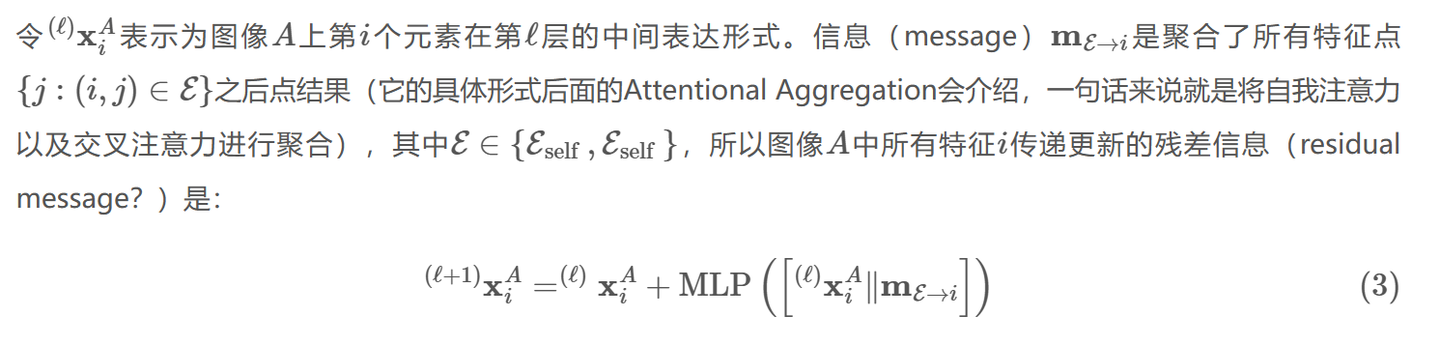 令$^{(\ell)}\mathbf{x}_i^A$表示为图像$A$上第$i$个元素在第$\ell$层的中间表达形式。信息（message）$\mathbf{m}_{\mathcal{E}\to i}$是聚合了所有特征点
$\{j:(i,j)\in\mathcal{E}\}$之后点结果（它的具体形式后面的Attentional Aggregation会介绍，一句话来说就是将自我注意力
以及交叉注意力进行聚合），其中$\mathcal{E}\in\{\mathcal{E}_{\text{self}},\mathcal{E}_{\text{self}}\}$，所以图像$A$中所有特征$i$传递更新的残差信息（residual
message？）是：
$^{(\ell+1)}\mathbf{x}_i^A = {}^{(\ell)}\mathbf{x}_i^A + \text{MLP}\left(\left[^{(\ell)}\mathbf{x}_i^A \| \mathbf{m}_{\mathcal{E}\to i}\right]\right)$ (3)